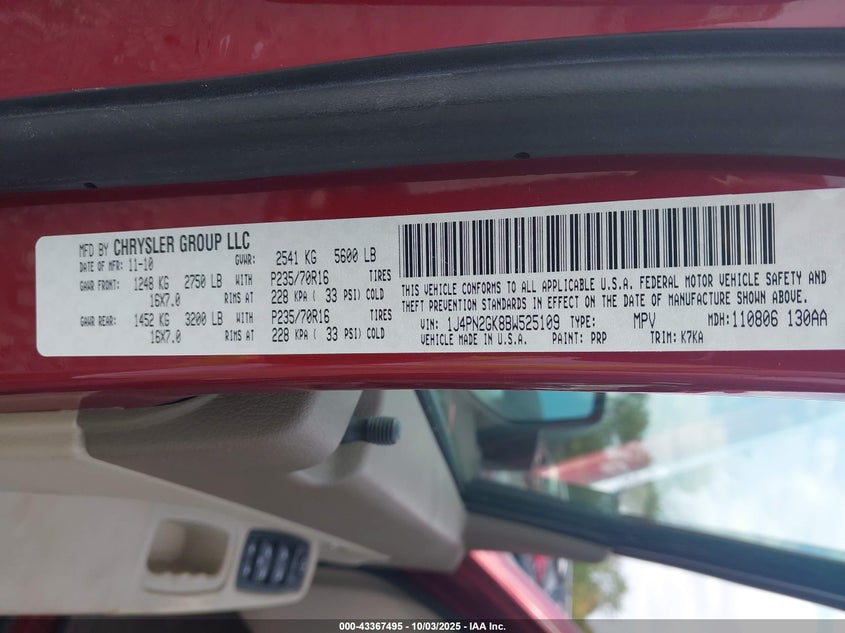 MFD BY CHRYSLER GROUP LLC
DATE OF MFR: 11-10 GVWR: 2541 KG 5600 LB
GAWR FRONT: 1248 KG 2750 LB WITH P235/70R16 TIRES
16X7.0 RIMS AT 228 KPA ( 33 PSI) COLD
GAWR REAR: 1452 KG 3200 LB WITH P235/70R16 TIRES
16X7.0 RIMS AT 228 KPA ( 33 PSI) COLD
THIS VEHICLE CONFORMS TO ALL APPLICABLE U.S.A. FEDERAL MOTOR VEHICLE SAFETY AND
THEFT PREVENTION STANDARDS IN EFFECT ON THE DATE OF MANUFACTURE SHOWN ABOVE.
VIN: 1J4PN2GK8BW525109 TYPE: MPV MDH:110806 130AA
VEHICLE MADE IN U.S.A. PAINT: PRP TRIM: K7KA
000-43367495 - 10/03/2025 - IAA Inc.